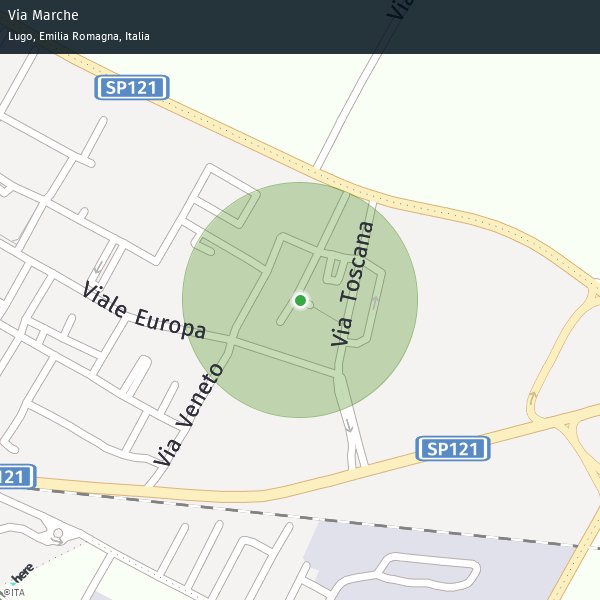 Via Marche
Lugo, Emilia Romagna, Italia
Via
SP121
Via Toscana
Viale Europa
Via Veneto
SP121
121
here
©ITA